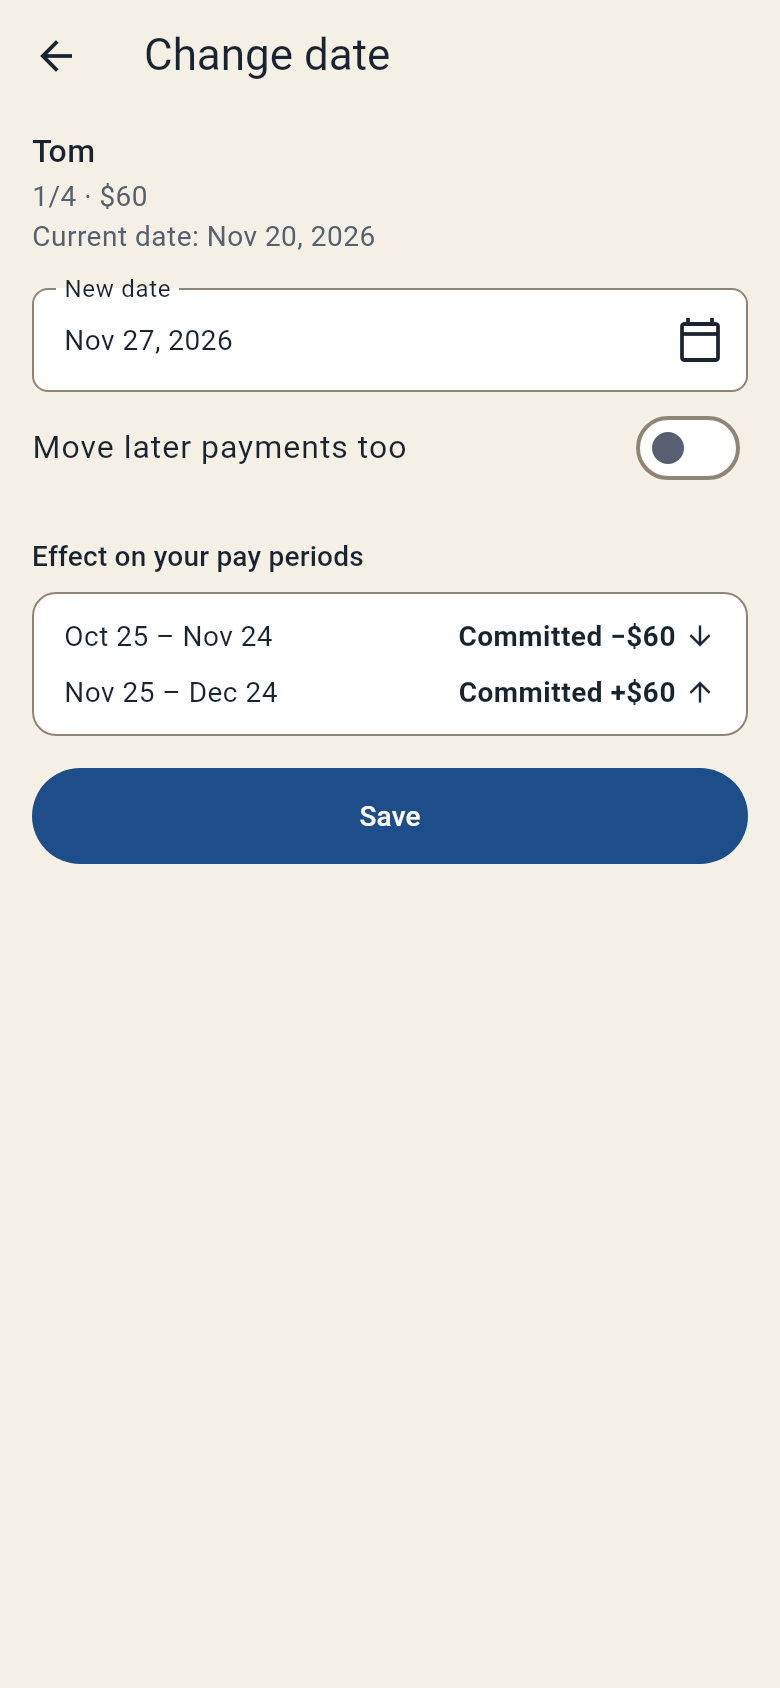 Change date
Tom
1/4 · $60
Current date: Nov 20, 2026
New date
Nov 27, 2026
Move later payments too
Effect on your pay periods
Oct 25 – Nov 24 Committed −$60
Nov 25 – Dec 24 Committed +$60
Save